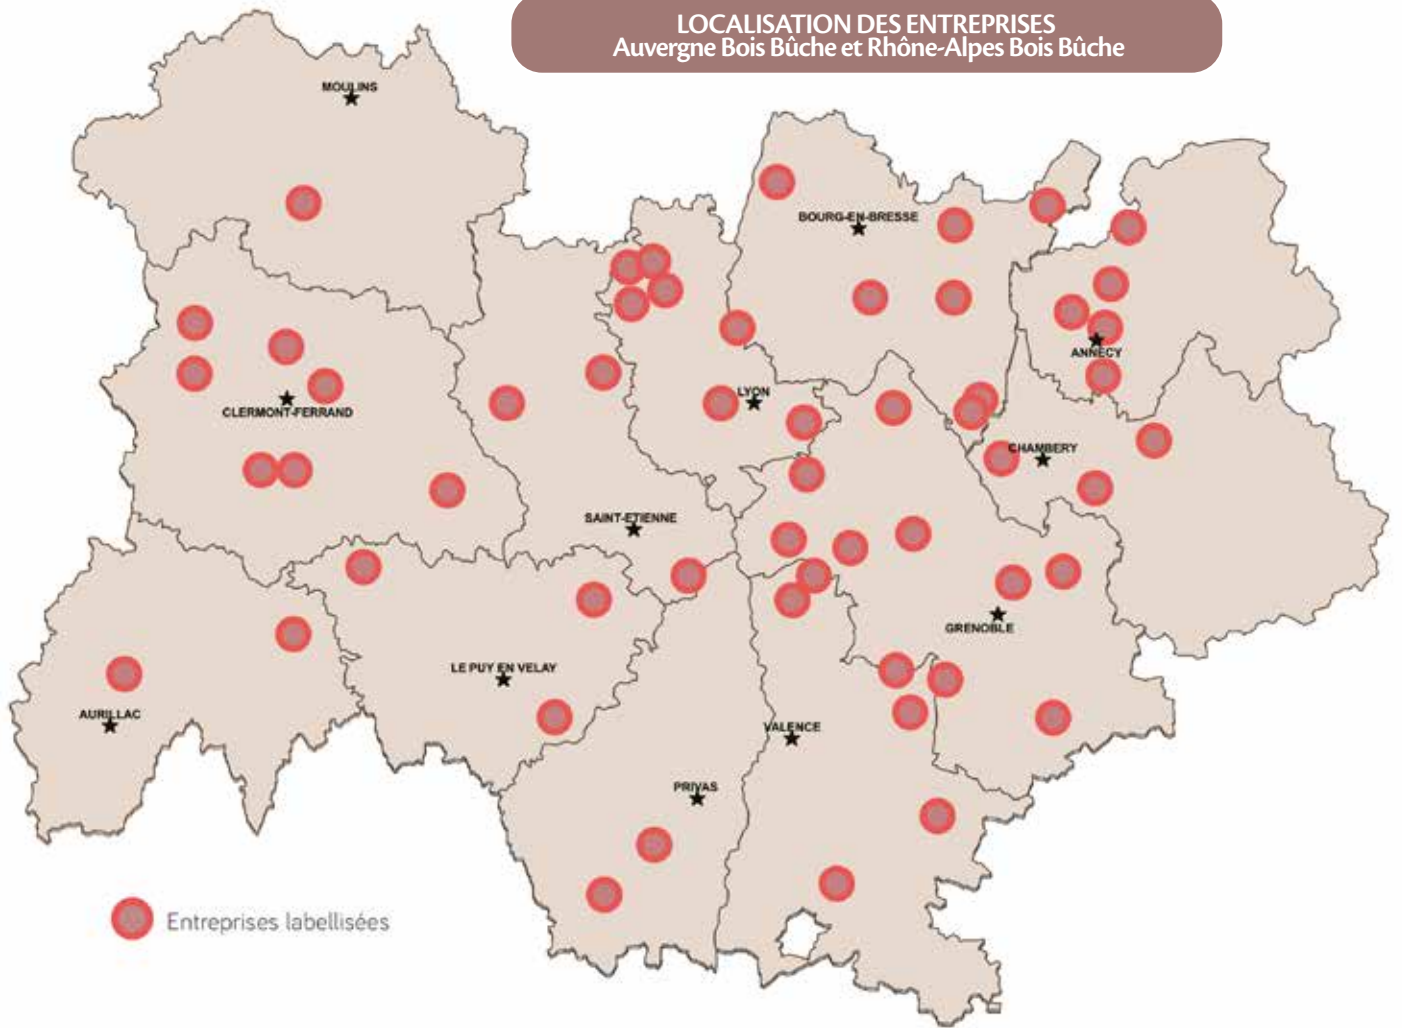 LOCALISATION DES ENTREPRISES
Auvergne Bois Bûche et Rhône-Alpes Bois Bûche
MOULINS
BOURG-EN-BRESSE
ANNECY
CLERMONT-FERRAND
LYON
CHAMBERY
SAINT-ETIENNE
GRENOBLE
LE PUY EN VELAY
AURILLAC
VALENCE
PRIVAS
Entreprises labellisées